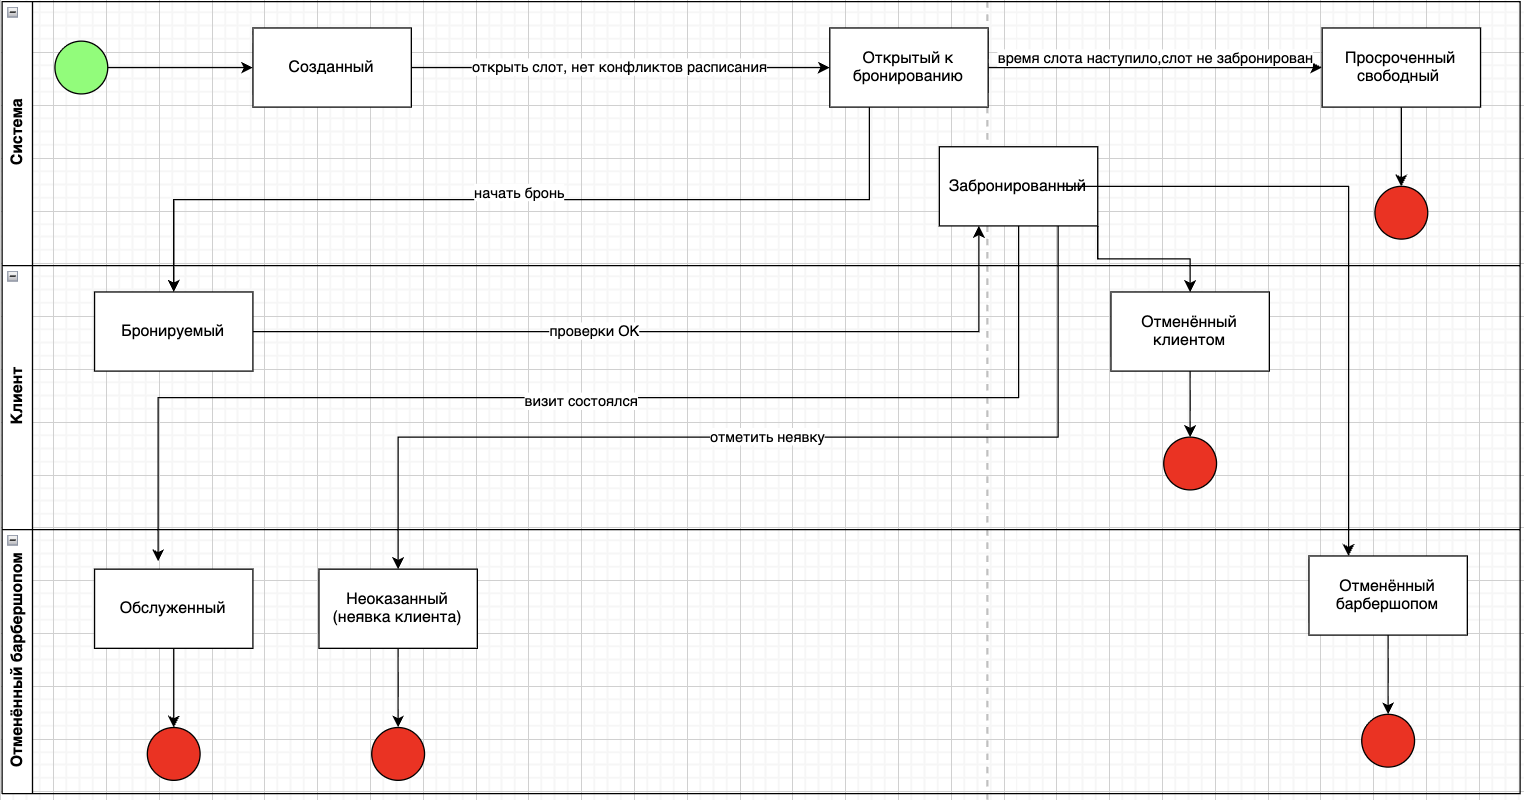 Система
Созданный
открыть слот, нет конфликтов расписания
Открытый к
бронированию
время слота наступило,слот не забронирован
Просроченный
свободный
Забронированный
начать бронь
Клиент
Бронируемый
проверки ОК
Отменённый
клиентом
визит состоялся
отметить неявку
Отменённый барбершопом
Обслуженный
Неоказанный
(неявка клиента)
Отменённый
барбершопом